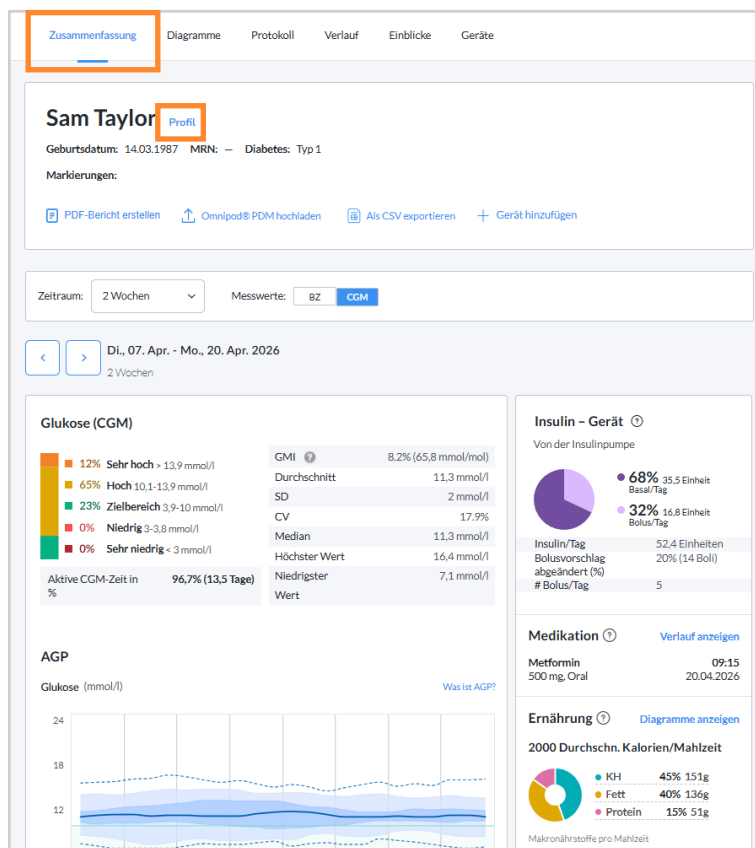 Zusammenfassung Diagramme Protokoll Verlauf Einblicke Geräte
Sam Taylor Profil
Geburtsdatum: 14.03.1987 MRN: — Diabetes: Typ 1
Markierungen:
PDF-Bericht erstellen Omnipod® PDM hochladen Als CSV exportieren Gerät hinzufügen
Zeitraum: 2 Wochen Messwerte: BZ CGM
Di., 07. Apr. - Mo., 20. Apr. 2026
2 Wochen
Glukose (CGM)
12% Sehr hoch > 13,9 mmol/l
65% Hoch 10,1-13,9 mmol/l
23% Zielbereich 3,9-10 mmol/l
0% Niedrig 3-3,8 mmol/l
0% Sehr niedrig < 3 mmol/l
Aktive CGM-Zeit in % 96,7% (13,5 Tage)
GMI ? 8.2% (65,8 mmol/mol)
Durchschnitt 11,3 mmol/l
SD 2 mmol/l
CV 17.9%
Median 11,3 mmol/l
Höchster Wert 16,4 mmol/l
Niedrigster 7,1 mmol/l
Wert
AGP
Glukose (mmol/l) Was ist AGP?
24
18
12
Insulin – Gerät ?
Von der Insulinpumpe
68% 35,5 Einheit
Basal/Tag
32% 16,8 Einheit
Bolus/Tag
Insulin/Tag 52,4 Einheiten
Bolusvorschlag 20% (14 Boli)
abgeändert (%)
# Bolus/Tag 5
Medikation ? Verlauf anzeigen
Metformin 09:15
500 mg, Oral 20.04.2026
Ernährung ? Diagramme anzeigen
2000 Durchschn. Kalorien/Mahlzeit
KH 45% 151g
Fett 40% 136g
Protein 15% 51g
Makronährstoffe pro Mahlzeit